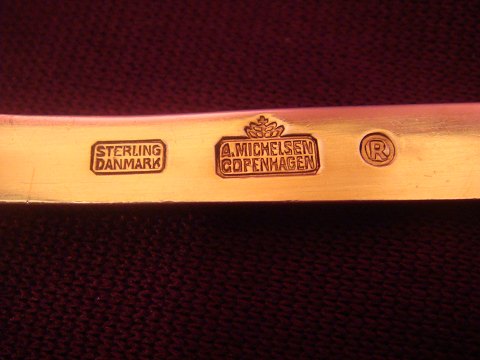 STERLING
DANMARK
A. MICHELSEN
COPENHAGEN
®